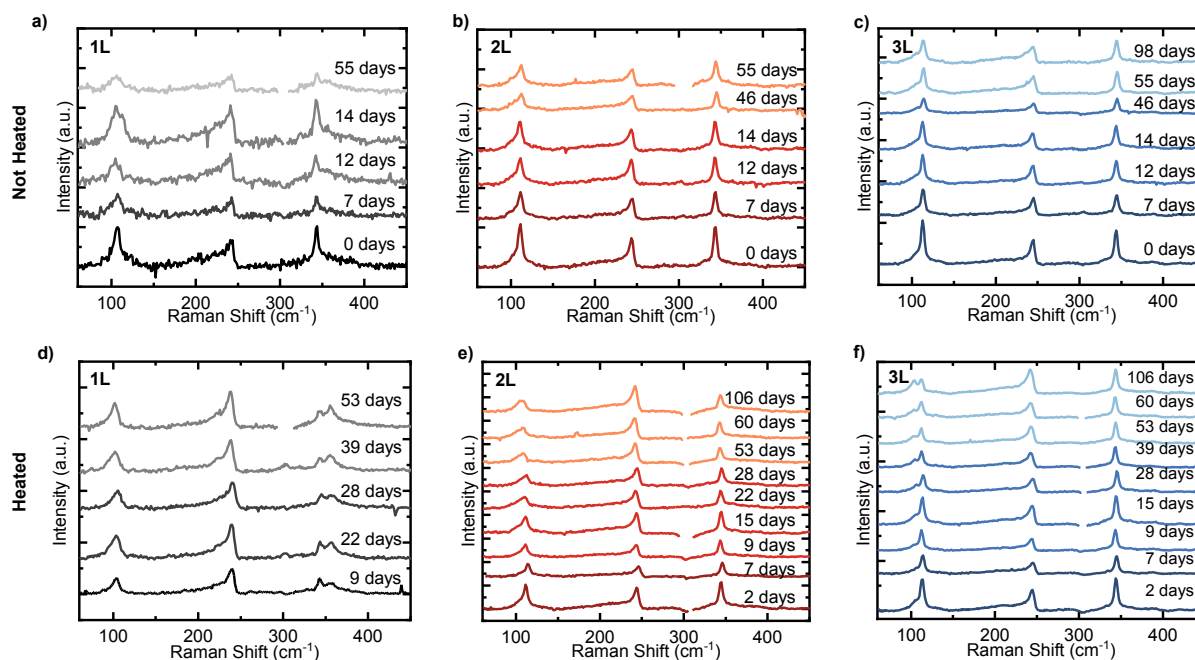 Not Heated
a)
1L
55 days
14 days
12 days
7 days
0 days
Intensity (a.u.)
100 200 300 400
Raman Shift (cm⁻¹)
b)
2L
55 days
46 days
14 days
12 days
7 days
0 days
Intensity (a.u.)
100 200 300 400
Raman Shift (cm⁻¹)
c)
3L
98 days
55 days
46 days
14 days
12 days
7 days
0 days
Intensity (a.u.)
100 200 300 400
Raman Shift (cm⁻¹)
Heated
d)
1L
53 days
39 days
28 days
22 days
9 days
Intensity (a.u.)
100 200 300 400
Raman Shift (cm⁻¹)
e)
2L
106 days
60 days
53 days
28 days
22 days
15 days
9 days
7 days
2 days
Intensity (a.u.)
100 200 300 400
Raman Shift (cm⁻¹)
f)
3L
106 days
60 days
53 days
39 days
28 days
15 days
9 days
7 days
2 days
Intensity (a.u.)
100 200 300 400
Raman Shift (cm⁻¹)